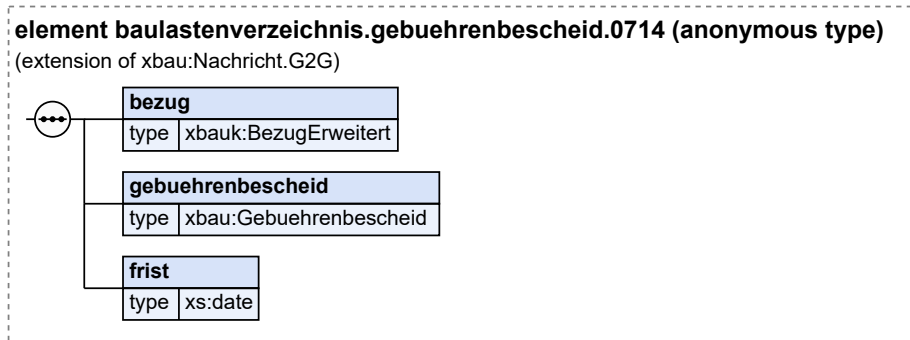 element baulastenverzeichnis.gebuehrenbescheid.0714 (anonymous type)
(extension of xbau:Nachricht.G2G)
bezug
type xbauk:BezugErweitert
gebuehrenbescheid
type xbau:Gebuehrenbescheid
frist
type xs:date